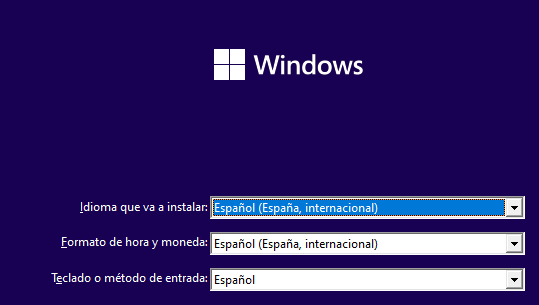 Windows
Idioma que va a instalar: Español (España, internacional)
Formato de hora y moneda: Español (España, internacional)
Teclado o método de entrada: Español